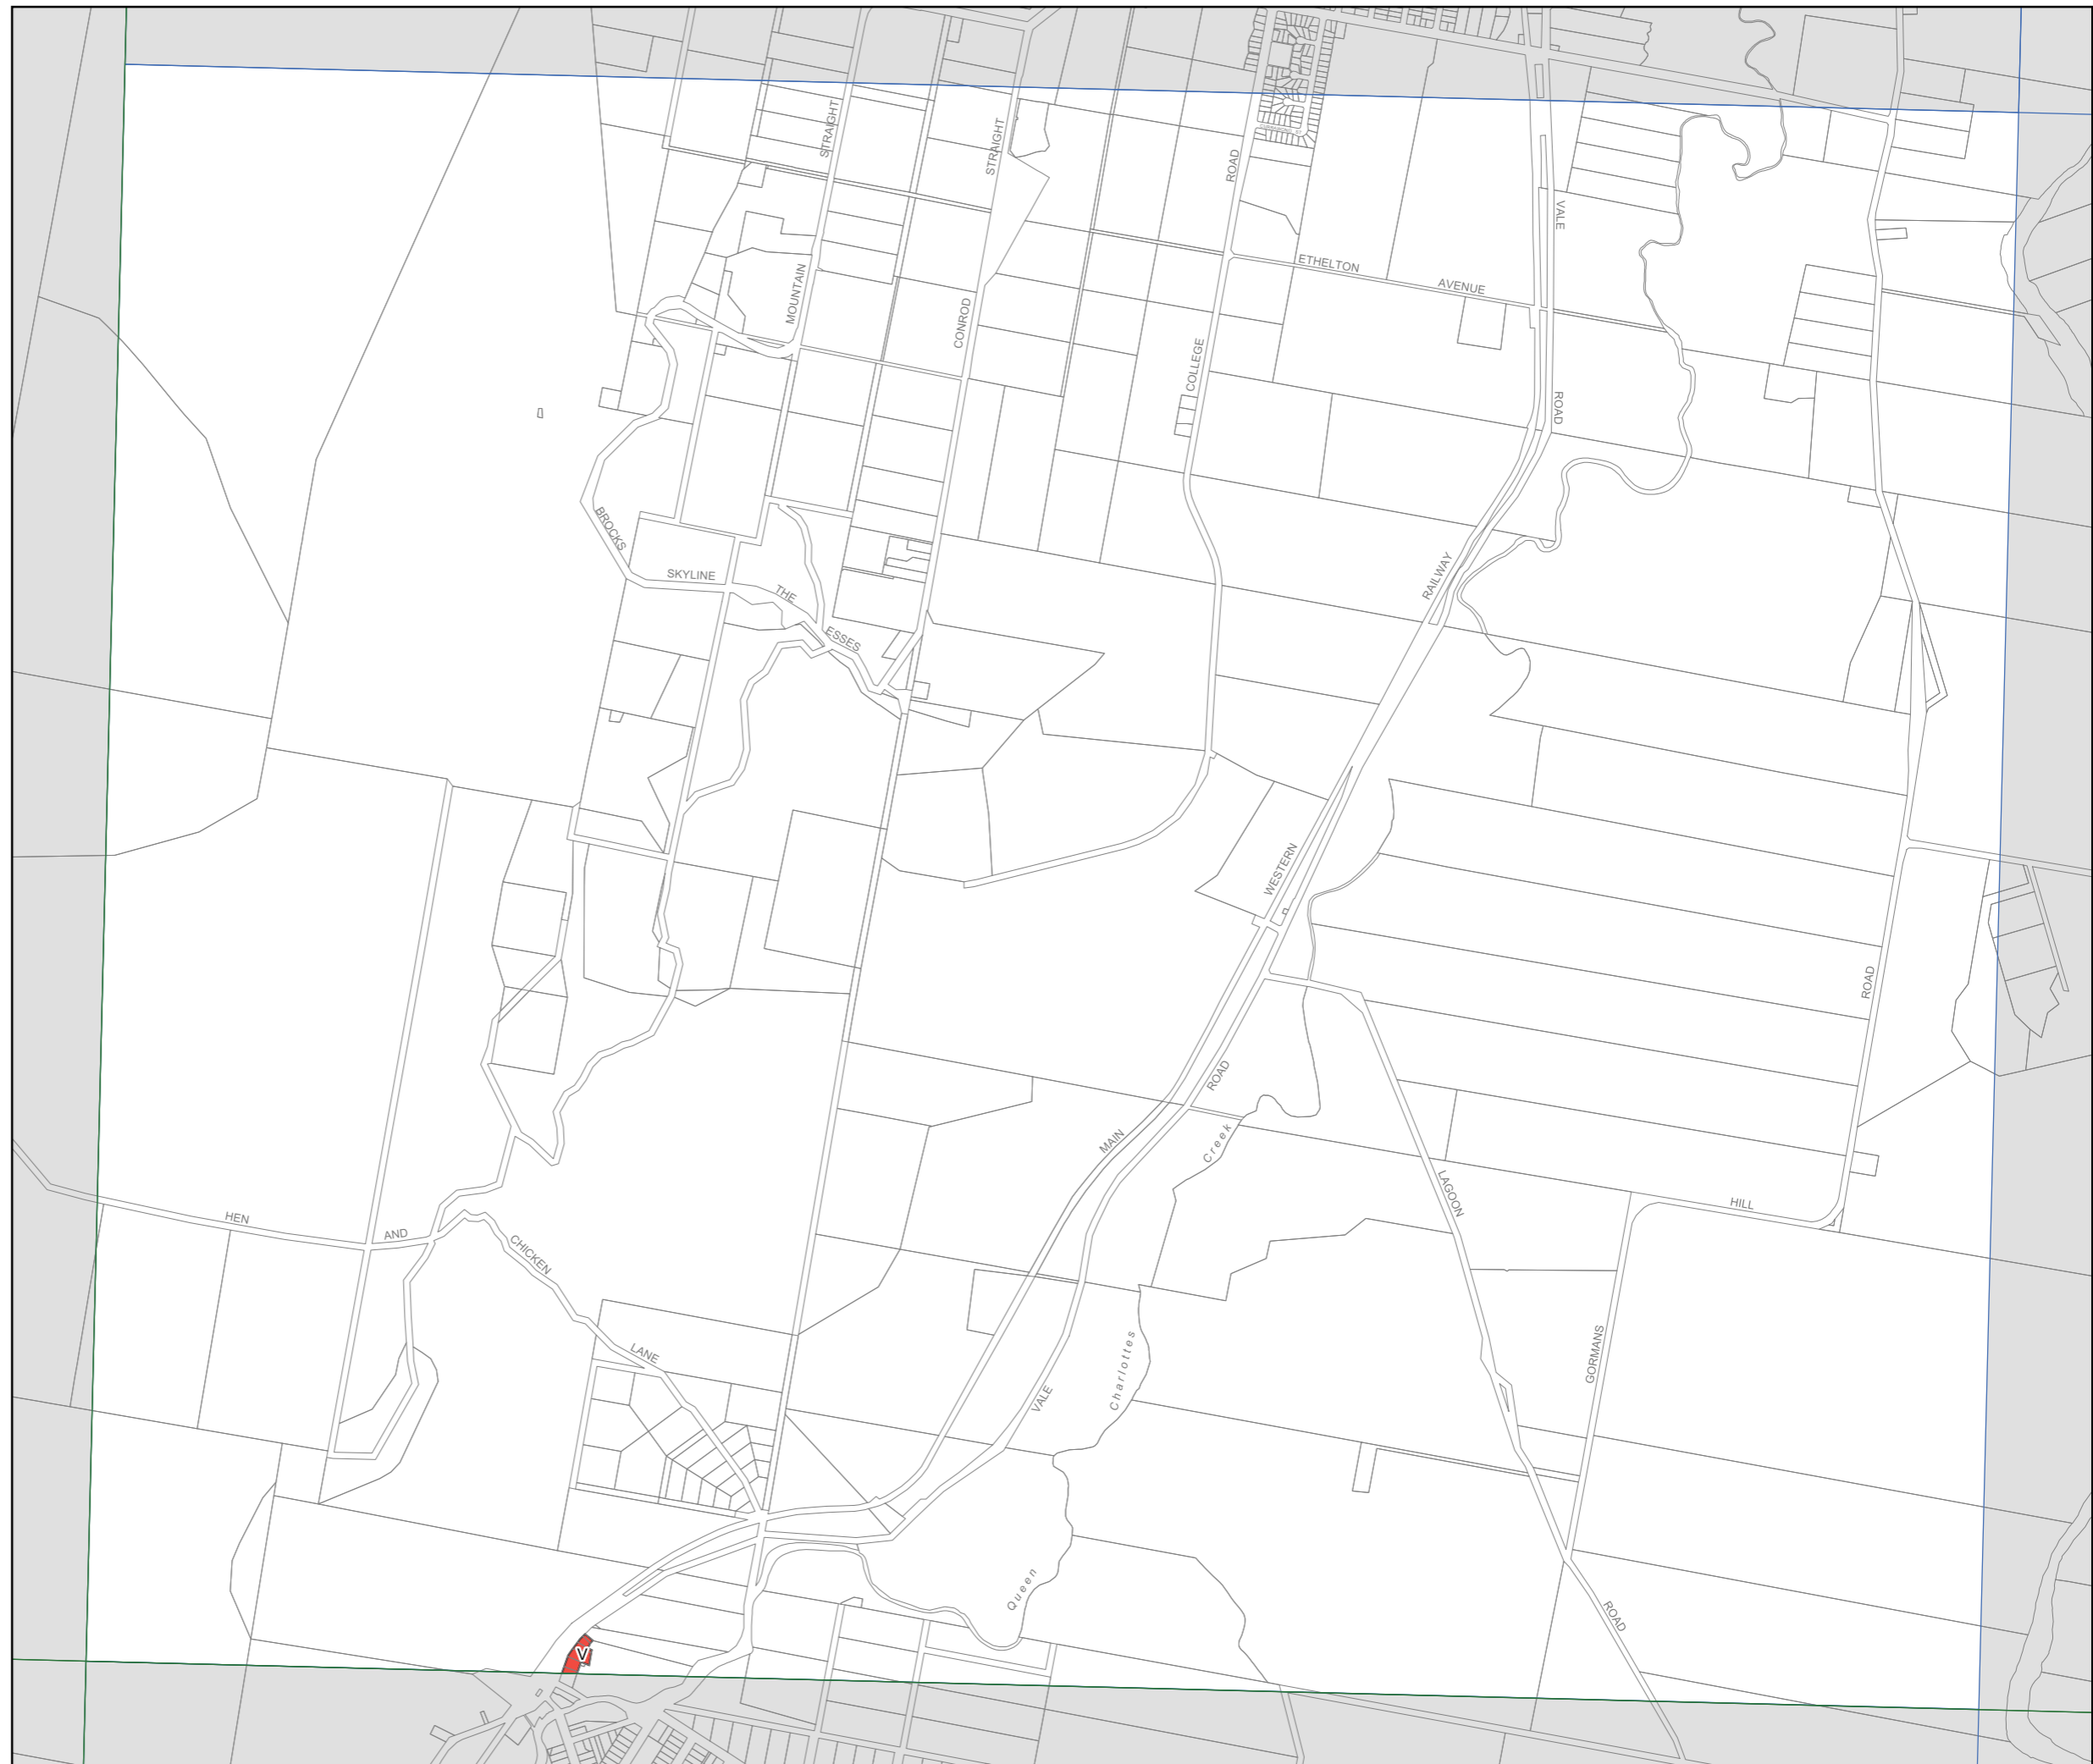 STRAIGHT
STRAIGHT
ROAD
VALE
ETHELTON
AVENUE
MOUNTAIN
CONROD
COLLEGE
ROAD
BROCKS
SKYLINE
THE
ESSES
RAILWAY
WESTERN
ROAD
ROAD
MAIN
Creek
LAGOON
HILL
HEN
AND
CHICKEN
LANE
GORMANS
Charlottes
VALE
Queen
ROAD
V